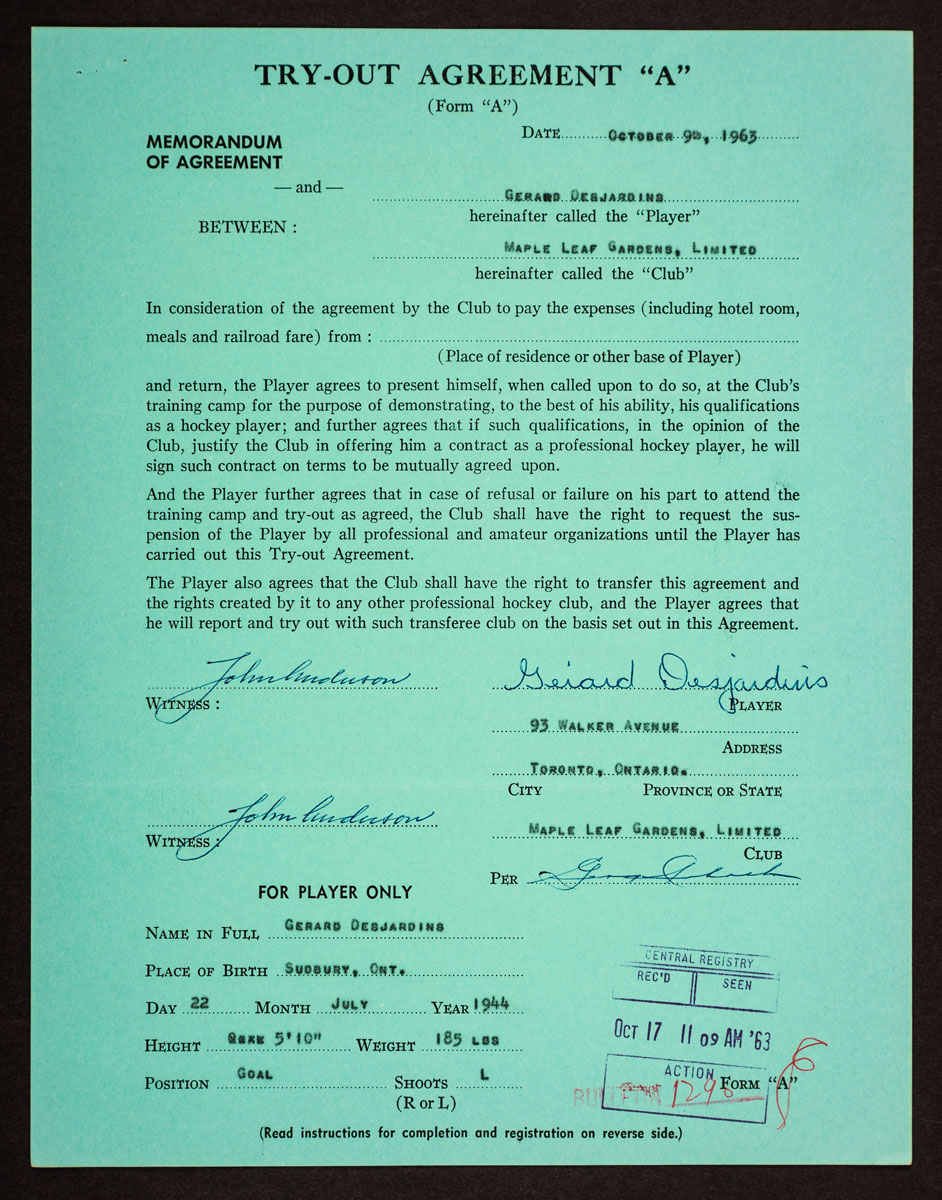 TRY-OUT AGREEMENT “A”
(Form “A”)
DATE October 9th, 1963
MEMORANDUM
OF AGREEMENT
— and —
BETWEEN :
Gerard Desjardins
hereinafter called the “Player”
Maple Leaf Gardens, Limited
hereinafter called the “Club”
In consideration of the agreement by the Club to pay the expenses (including hotel room,
meals and railroad fare) from :
(Place of residence or other base of Player)
and return, the Player agrees to present himself, when called upon to do so, at the Club’s
training camp for the purpose of demonstrating, to the best of his ability, his qualifications
as a hockey player; and further agrees that if such qualifications, in the opinion of the
Club, justify the Club in offering him a contract as a professional hockey player, he will
sign such contract on terms to be mutually agreed upon.
And the Player further agrees that in case of refusal or failure on his part to attend the
training camp and try-out as agreed, the Club shall have the right to request the sus-
pension of the Player by all professional and amateur organizations until the Player has
carried out this Try-out Agreement.
The Player also agrees that the Club shall have the right to transfer this agreement and
the rights created by it to any other professional hockey club, and the Player agrees that
he will report and try out with such transferee club on the basis set out in this Agreement.
John Anderson
WITNESS :
Gérard Desjardins
PLAYER
93 Walker Avenue
ADDRESS
Toronto, Ontario.
CITY PROVINCE OR STATE
John Anderson
WITNESS :
Maple Leaf Gardens, Limited
CLUB
PER
FOR PLAYER ONLY
NAME IN FULL Gerard Desjardins
PLACE OF BIRTH Sudbury, Ont.
DAY 22 MONTH July YEAR 1944
HEIGHT 5'10" WEIGHT 185 lbs
POSITION Goal SHOOTS L
(R or L)
CENTRAL REGISTRY
REC'D SEEN
OCT 17 11 09 AM '63
ACTION
BULLETIN 1298
FORM “A”
(Read instructions for completion and registration on reverse side.)